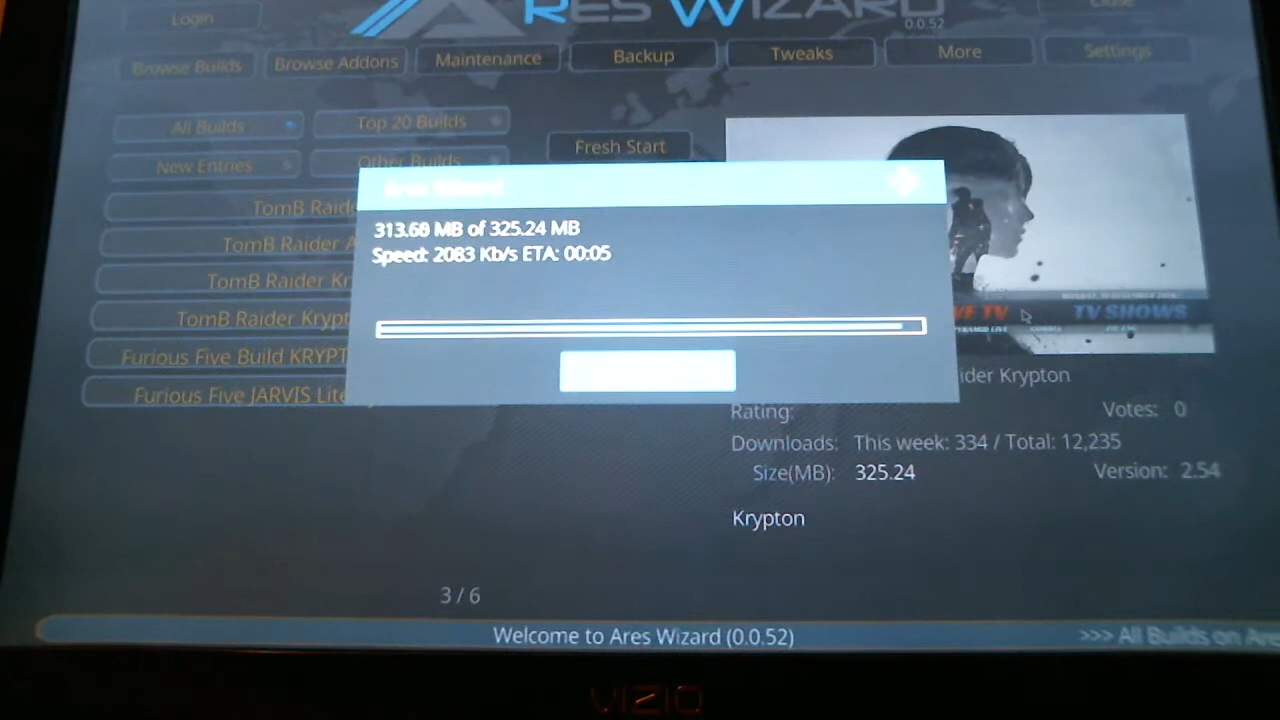 Login
ARES WIZARD
0.0.52
Close
Browse Builds
Browse Addons
Maintenance
Backup
Tweaks
More
Settings
All Builds
Top 20 Builds
New Entries
Other Builds
Fresh Start
Ares Wizard
313.60 MB of 325.24 MB
Speed: 2083 Kb/s ETA: 00:05
TomB Raide
TomB Raider A
TomB Raider Kr
TomB Raider Krypt
Furious Five Build KRYPT
Furious Five JARVIS Lite
VE TV
TV SHOWS
ider Krypton
Rating:
Votes: 0
Downloads: This week: 334 / Total: 12,235
Size(MB): 325.24
Version: 2.54
Krypton
3 / 6
Welcome to Ares Wizard (0.0.52)
>>> All Builds on Are
VIZIO